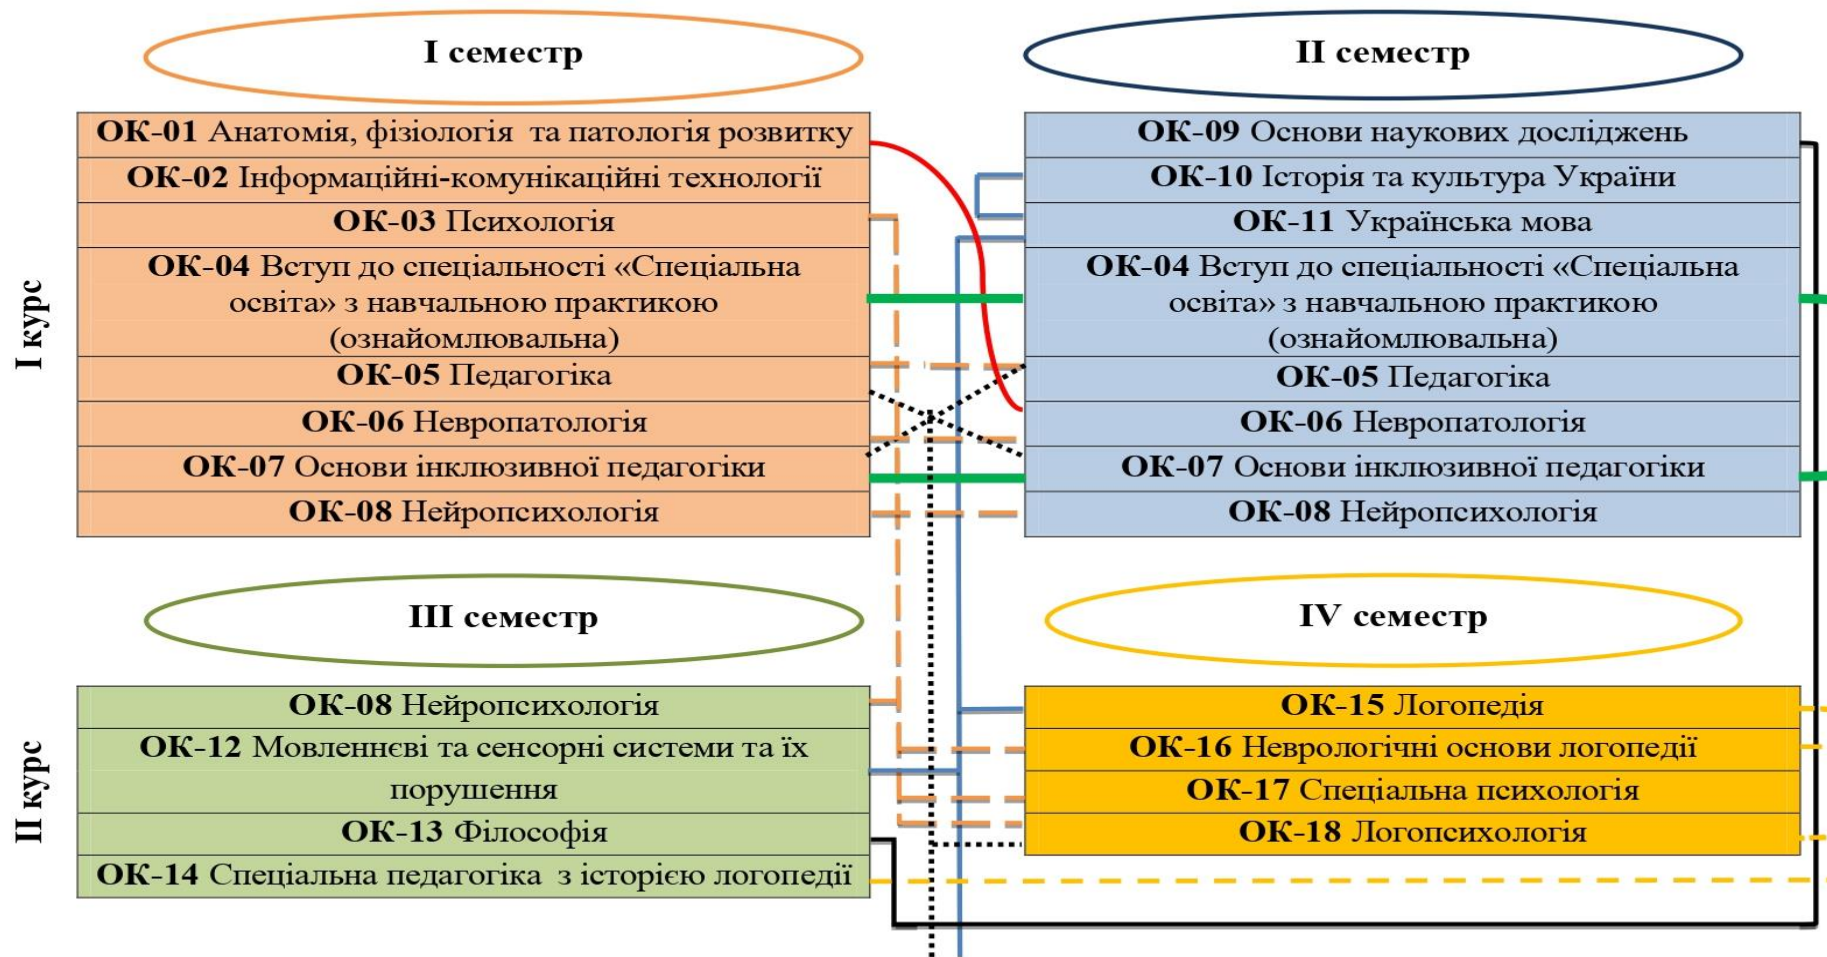 I семестр
ОК-01 Анатомія, фізіологія та патологія розвитку
ОК-02 Інформаційні-комунікаційні технології
ОК-03 Психологія
ОК-04 Вступ до спеціальності «Спеціальна
освіта» з навчальною практикою
(ознайомлювальна)
ОК-05 Педагогіка
ОК-06 Невропатологія
ОК-07 Основи інклюзивної педагогіки
ОК-08 Нейропсихологія
II семестр
ОК-09 Основи наукових досліджень
ОК-10 Історія та культура України
ОК-11 Українська мова
ОК-04 Вступ до спеціальності «Спеціальна
освіта» з навчальною практикою
(ознайомлювальна)
ОК-05 Педагогіка
ОК-06 Невропатологія
ОК-07 Основи інклюзивної педагогіки
ОК-08 Нейропсихологія
I курс
III семестр
ОК-08 Нейропсихологія
ОК-12 Мовленнєві та сенсорні системи та їх
порушення
ОК-13 Філософія
ОК-14 Спеціальна педагогіка з історією логопедії
IV семестр
ОК-15 Логопедія
ОК-16 Неврологічні основи логопедії
ОК-17 Спеціальна психологія
ОК-18 Логопсихологія
II курс